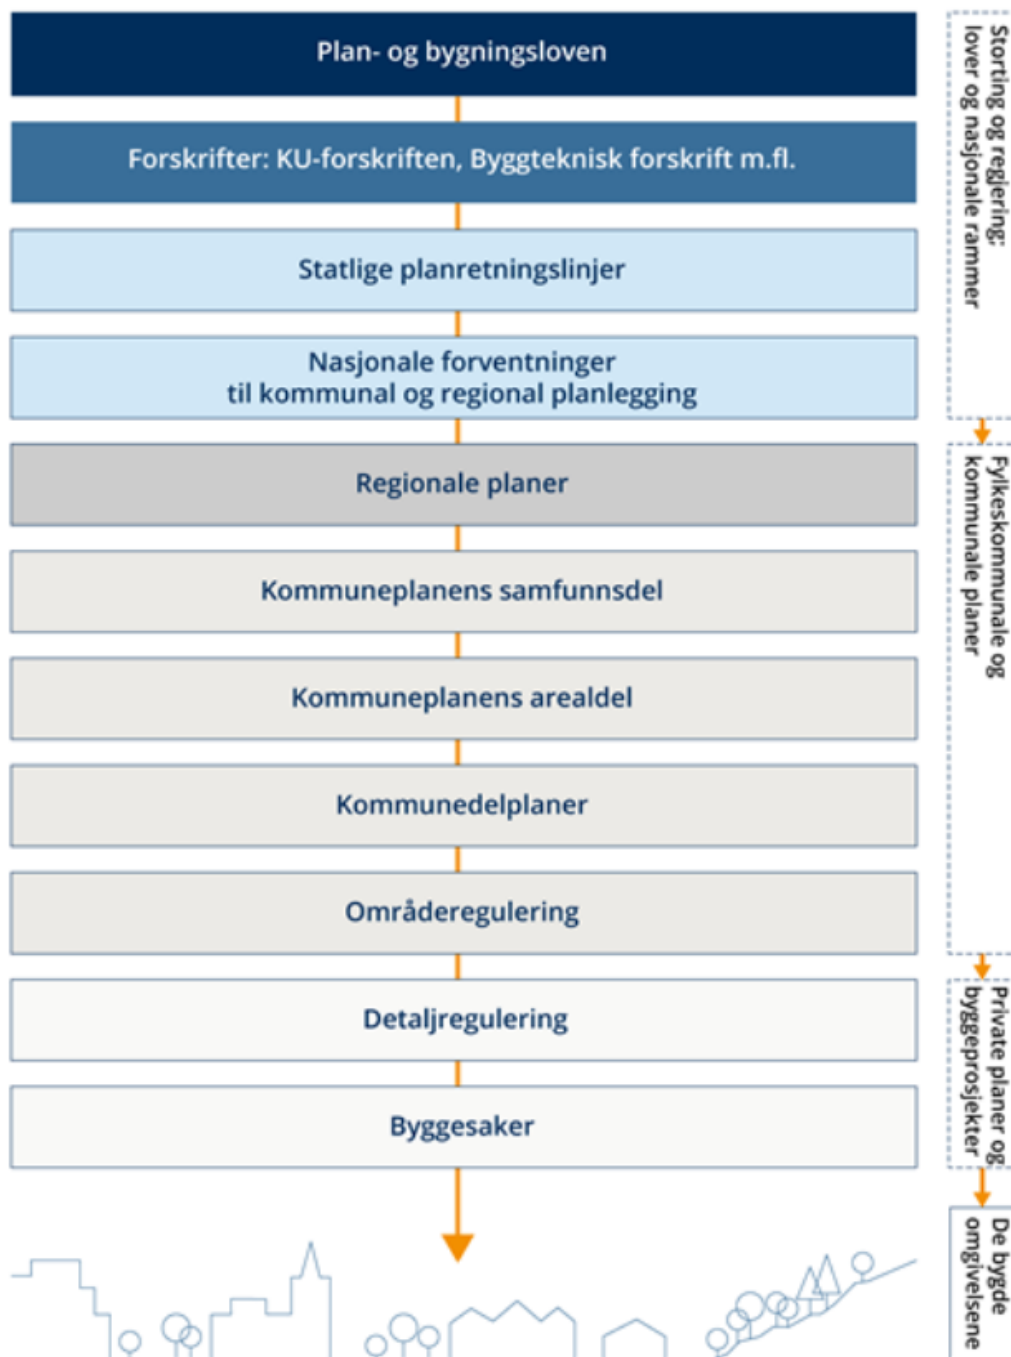 Plan- og bygningsloven
Forskrifter: KU-forskriften, Byggteknisk forskrift m.fl.
Statlige planretningslinjer
Nasjonale forventninger
til kommunal og regional planlegging
Regionale planer
Kommuneplanens samfunnsdel
Kommuneplanens arealdel
Kommunedelplaner
Områderegulering
Detaljregulering
Byggesaker
Storting og regjering:
lover og nasjonale rammer
Fylkeskommunale og
kommunale planer
Private planer og
byggeprosjekter
De bygde
omgivelsene